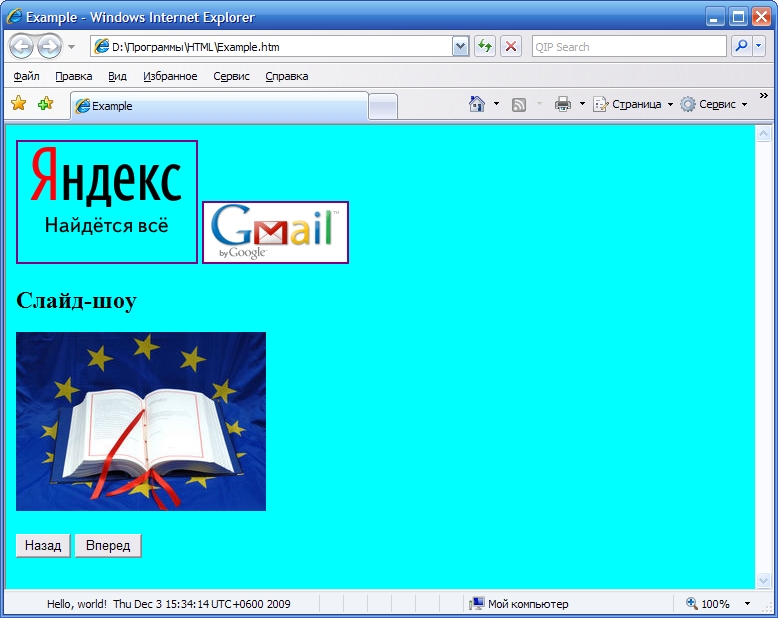 Example - Windows Internet Explorer
D:\Программы\HTML\Example.htm
QIP Search
Файл Правка Вид Избранное Сервис Справка
Example
Страница Сервис »
Яндекс
Найдётся всё
Gmail™
by Google™
Слайд-шоу
Назад Вперед
Hello, world! Thu Dec 3 15:34:14 UTC+0600 2009 Мой компьютер 100%